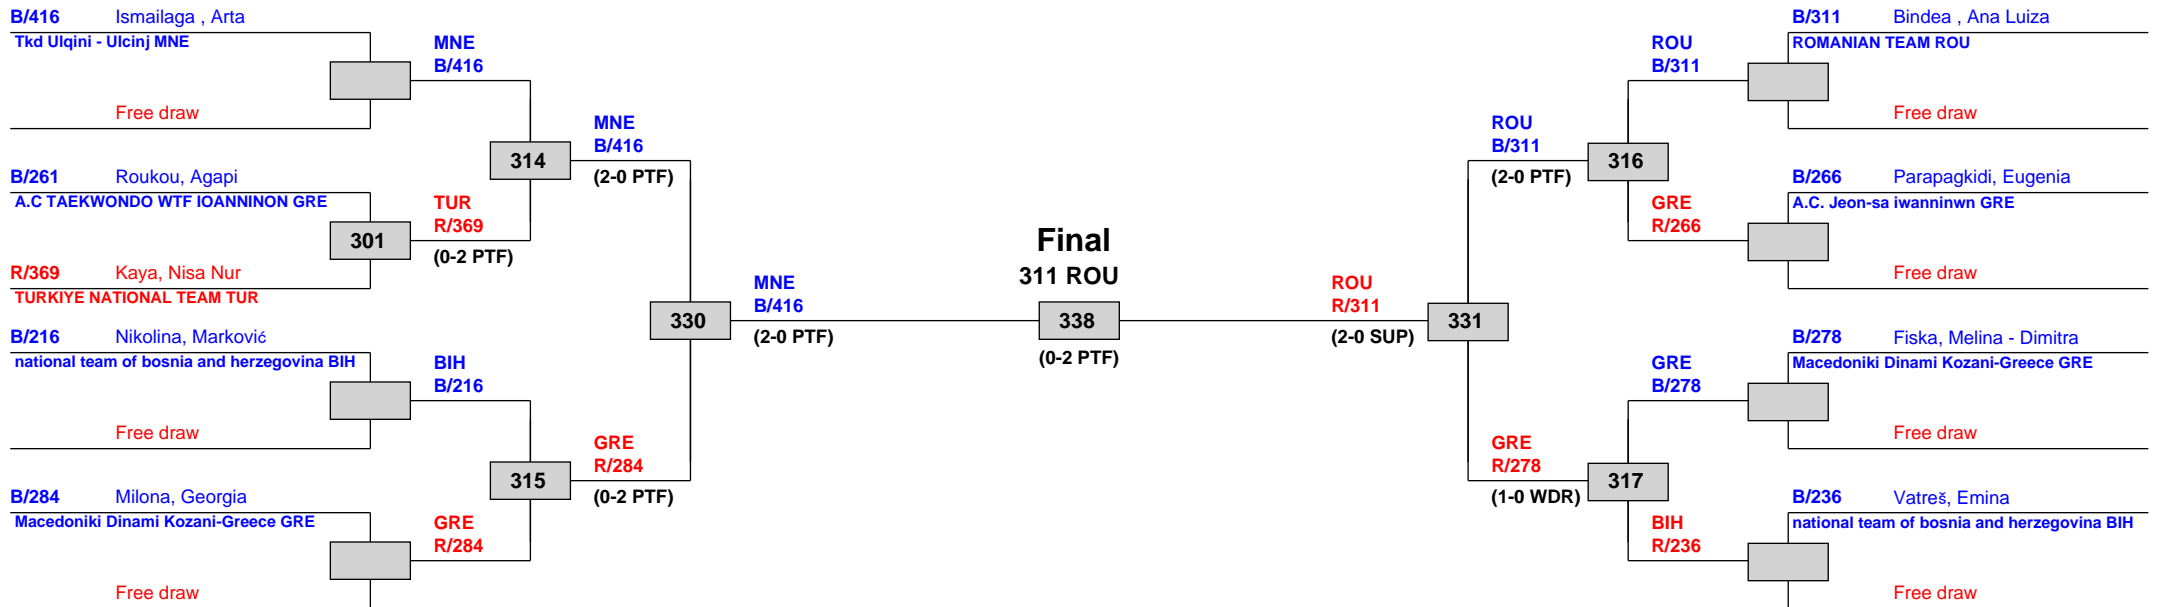 B/416 Ismailaga , Arta
Tkd Ulqini - Ulcinj MNE
Free draw
B/261 Roukou, Agapi
A.C TAEKWONDO WTF IOANNINON GRE
301
R/369 Kaya, Nisa Nur
TURKIYE NATIONAL TEAM TUR
B/216 Nikolina, Marković
national team of bosnia and herzegovina BIH
Free draw
B/284 Milona, Georgia
Macedoniki Dinami Kozani-Greece GRE
Free draw
MNE
B/416
314
TUR
R/369
(0-2 PTF)
BIH
B/216
315
GRE
R/284
MNE
B/416
(2-0 PTF)
330
GRE
R/284
(0-2 PTF)
MNE
B/416
(2-0 PTF)
Final
311 ROU
338
(0-2 PTF)
ROU
R/311
(2-0 SUP)
331
ROU
B/311
(2-0 PTF)
GRE
R/278
(1-0 WDR)
ROU
B/311
316
GRE
R/266
GRE
B/278
317
BIH
R/236
B/311 Bindea , Ana Luiza
ROMANIAN TEAM ROU
Free draw
B/266 Parapagkidi, Eugenia
A.C. Jeon-sa iwanninwn GRE
Free draw
B/278 Fiska, Melina - Dimitra
Macedoniki Dinami Kozani-Greece GRE
Free draw
B/236 Vatreš, Emina
national team of bosnia and herzegovina BIH
Free draw